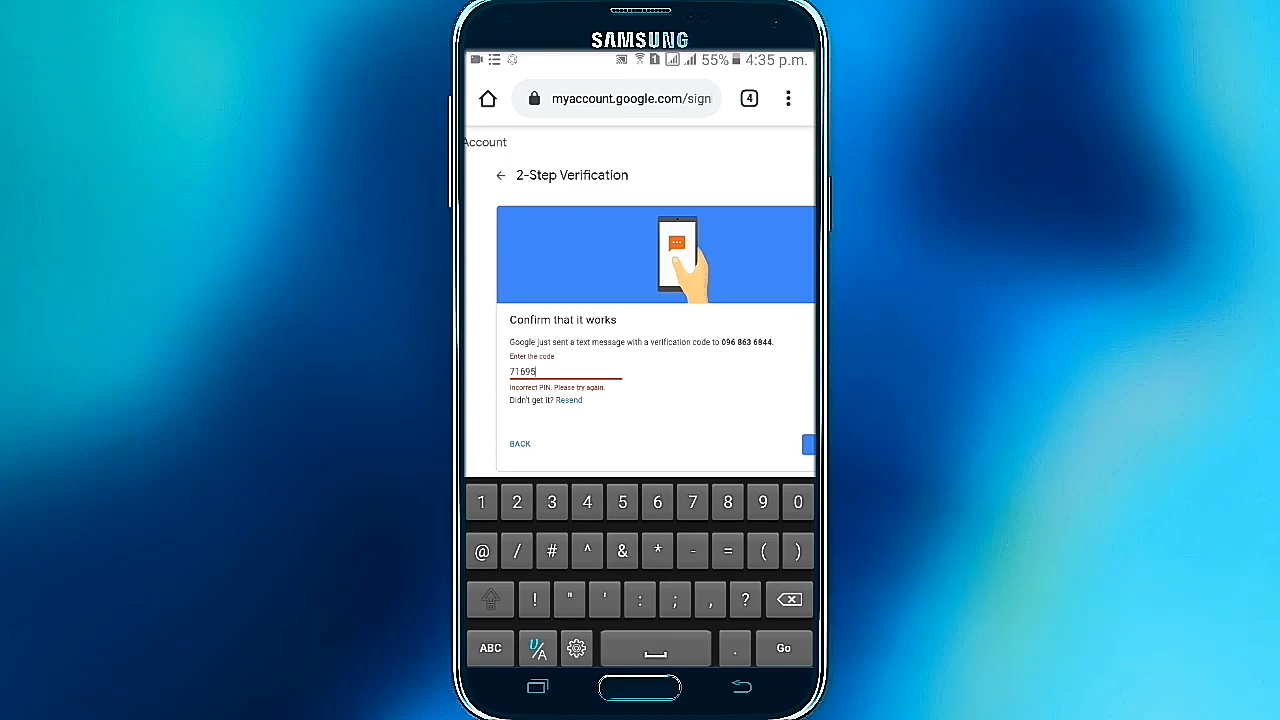 SAMSUNG
1 55% 4:35 p.m.
myaccount.google.com/sign 4
Account
← 2-Step Verification
Confirm that it works
Google just sent a text message with a verification code to 096 863 6844.
Enter the code
71695
Incorrect PIN. Please try again.
Didn't get it? Resend
BACK
1 2 3 4 5 6 7 8 9 0
@ / # ^ & * - = ( )
! " ' : ; , ?
ABC U/A . Go